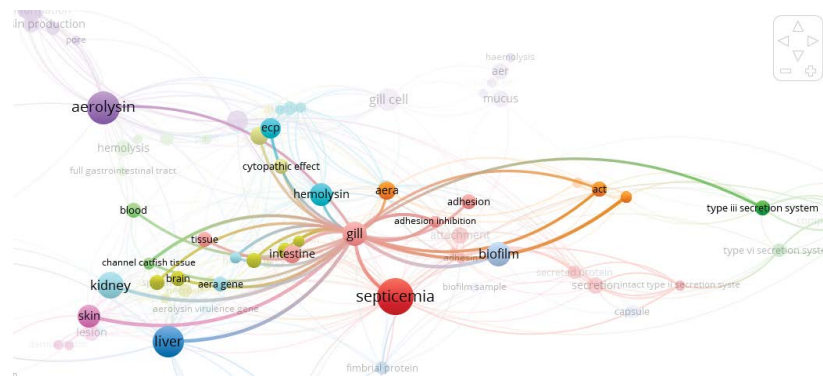 in production
pore
haemolysis
aer
aerolysin
gill cell
mucus
ecp
hemolysis
cytopathic effect
full gastrointestinal tract
hemolysin
aera
act
adhesion
blood
type iii secretion system
adhesion inhibition
gill
attachment
tissue
biofilm
intestine
type vi secretion syste
channel catfish tissue
brain
secreted protein
kidney
aera gene
biofilm sample
secretion
intact type ii secretion syste
septicemia
aerolysin virulence gene
skin
capsule
lesion
liver
fimbrial protein